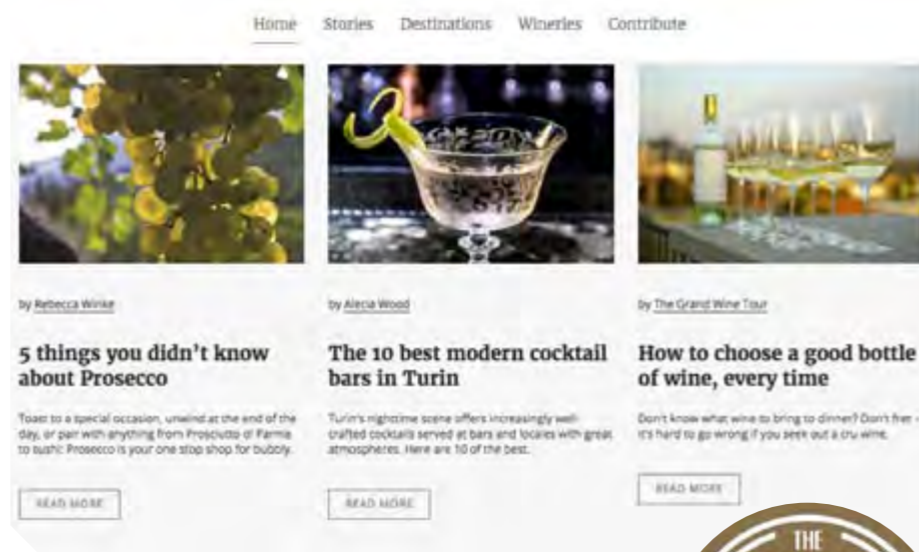 Home Stories Destinations Wineries Contribute
by Rebecca Winke
5 things you didn't know
about Prosecco
Toast to a special occasion, unwind at the end of the
day, or pair with anything from Prosciutto di Parma
to sushi: Prosecco is your one stop shop for bubbly.
READ MORE
by Alecia Wood
The 10 best modern cocktail
bars in Turin
Turin's nighttime scene offers increasingly well-
crafted cocktails served at bars and locales with great
atmospheres. Here are 10 of the best.
READ MORE
by The Grand Wine Tour
How to choose a good bottle
of wine, every time
Don't know what wine to bring to dinner? Don't fret -
it's hard to go wrong if you seek out a cru wine.
READ MORE
THE